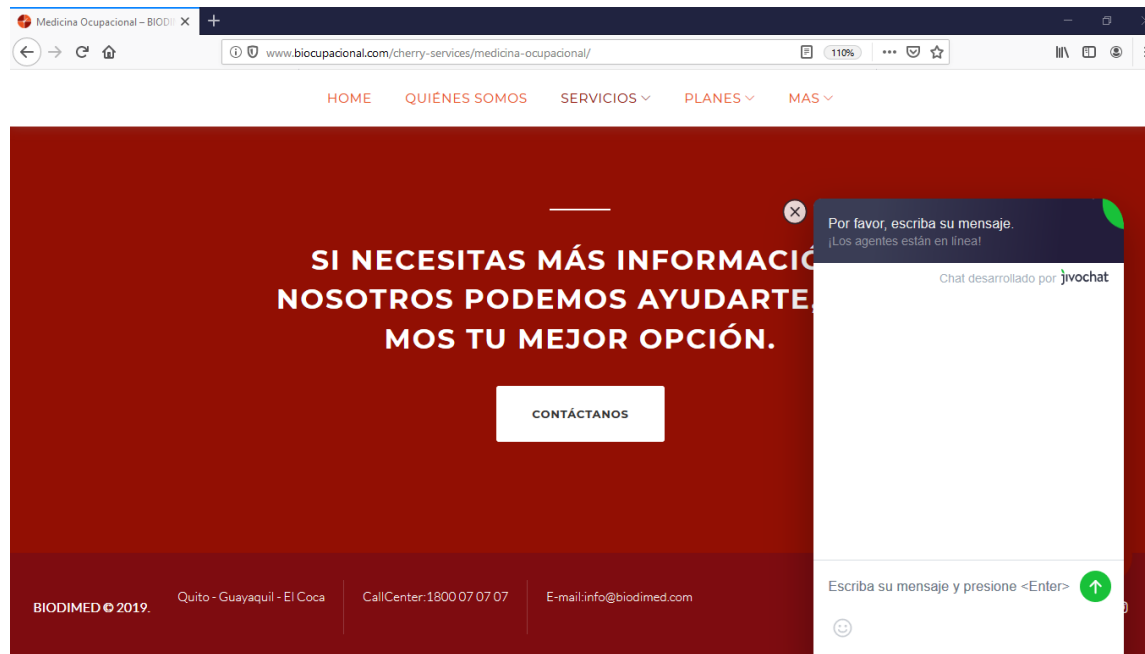 Medicina Ocupacional – BIODI
www.biocupacional.com/cherry-services/medicina-ocupacional/
110%
HOME QUIÉNES SOMOS SERVICIOS PLANES MAS
SI NECESITAS MÁS INFORMACIÓ
NOSOTROS PODEMOS AYUDARTE,
MOS TU MEJOR OPCIÓN.
CONTÁCTANOS
Por favor, escriba su mensaje.
¡Los agentes están en línea!
Chat desarrollado por jivochat
Escriba su mensaje y presione <Enter>
BIODIMED © 2019.
Quito - Guayaquil - El Coca
CallCenter:1800 07 07 07
E-mail:info@biodimed.com